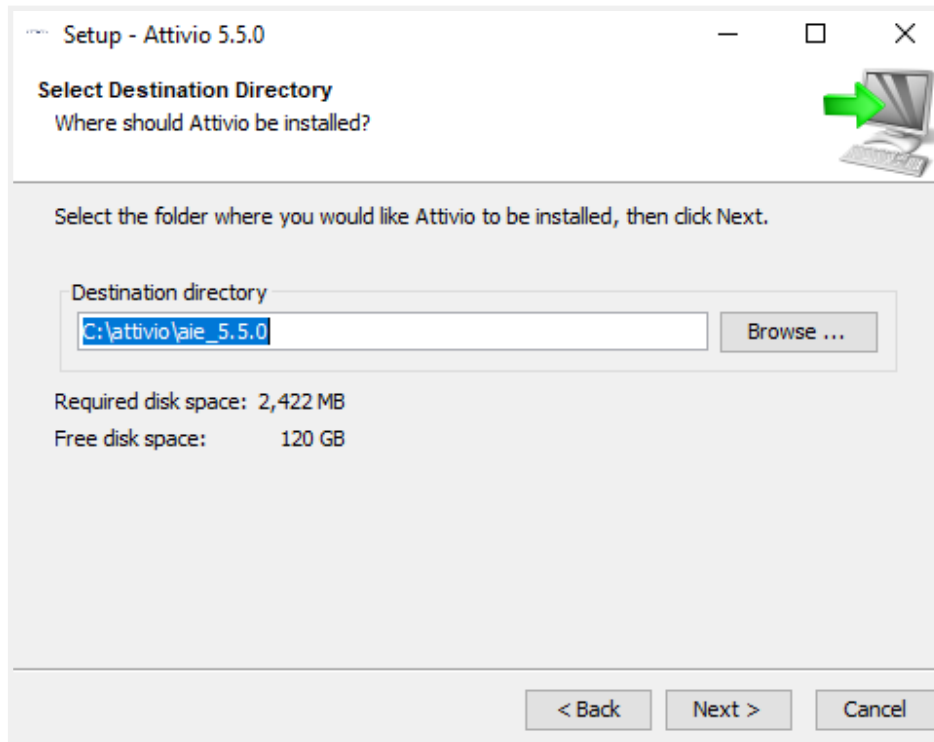 Setup - Attivio 5.5.0
Select Destination Directory
Where should Attivio be installed?
Select the folder where you would like Attivio to be installed, then click Next.
Destination directory
C:\attivio\aie_5.5.0
Browse ...
Required disk space: 2,422 MB
Free disk space: 120 GB
< Back Next > Cancel